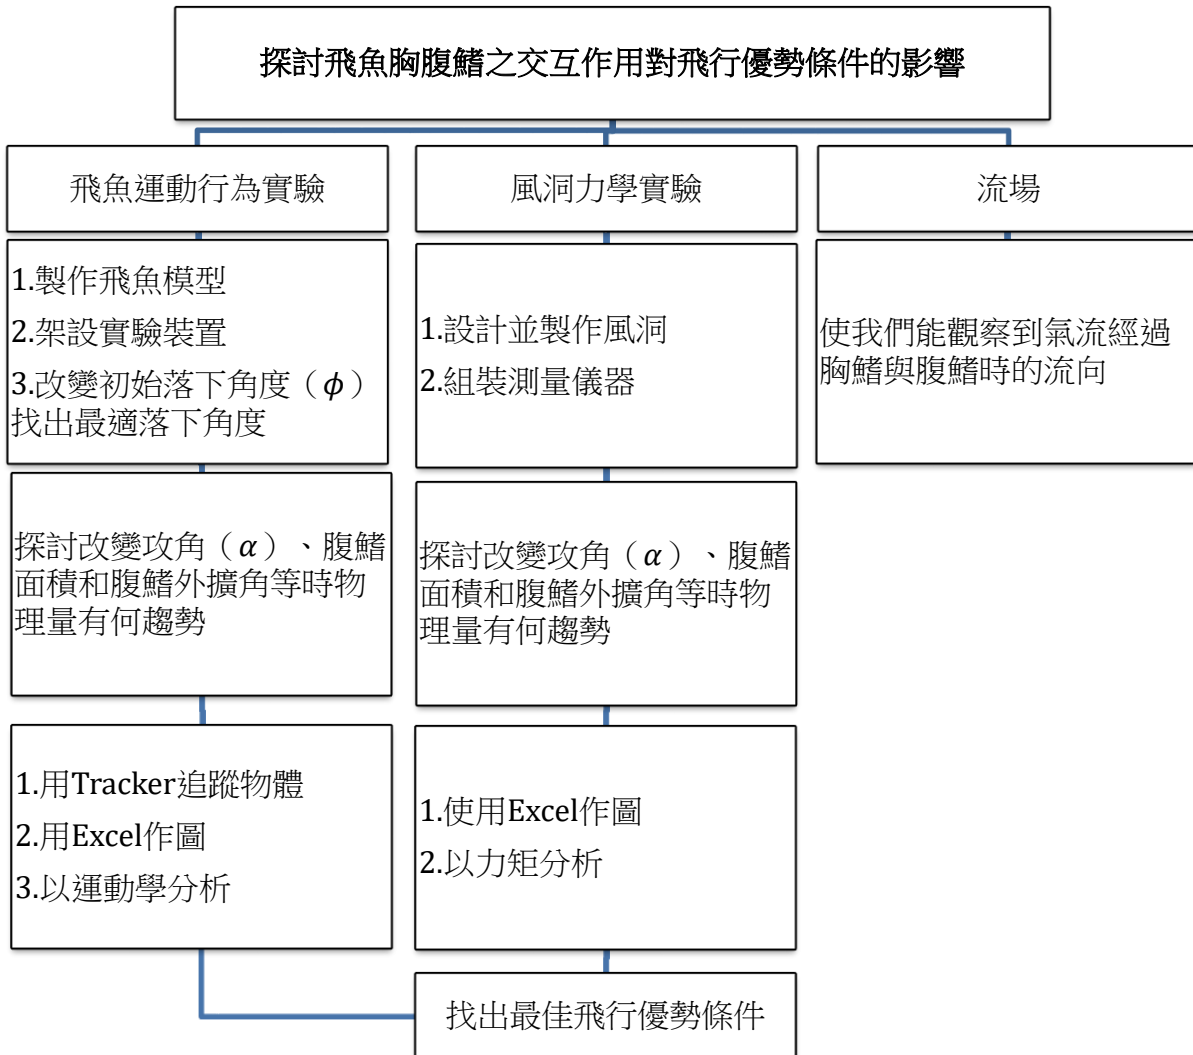 探討飛魚胸腹鰭之交互作用對飛行優勢條件的影響
飛魚運動行為實驗
1.製作飛魚模型
2.架設實驗裝置
3.改變初始落下角度（ϕ）
找出最適落下角度
探討改變攻角（α）、腹鰭
面積和腹鰭外擴角等時物
理量有何趨勢
1.用Tracker追蹤物體
2.用Excel作圖
3.以運動學分析
風洞力學實驗
1.設計並製作風洞
2.組裝測量儀器
探討改變攻角（α）、腹鰭
面積和腹鰭外擴角等時物
理量有何趨勢
1.使用Excel作圖
2.以力矩分析
流場
使我們能觀察到氣流經過
胸鰭與腹鰭時的流向
找出最佳飛行優勢條件